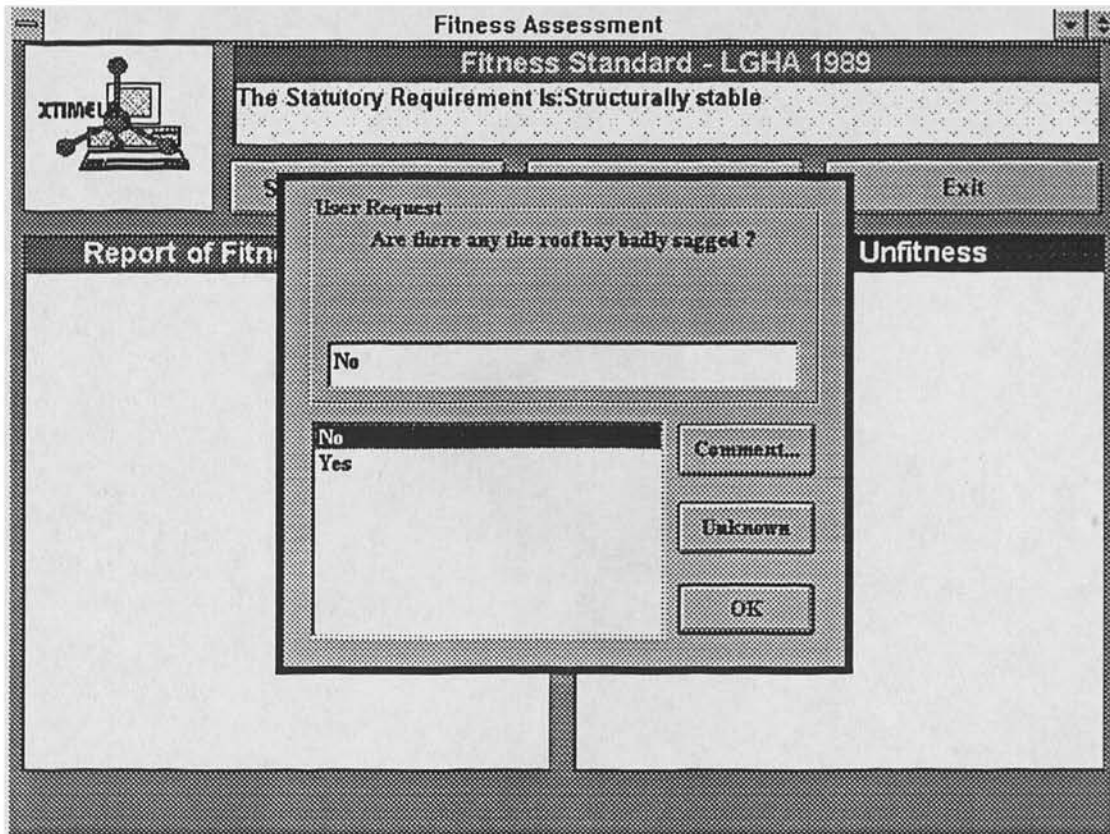 Fitness Assessment
Fitness Standard - LGHA 1989
XTIMEL
The Statutory Requirement Is:Structurally stable
S
Exit
Report of Fitn
Unfitness
User Request
Are there any the roof bay badly sagged ?
No
No
Yes
Comment...
Unknown
OK